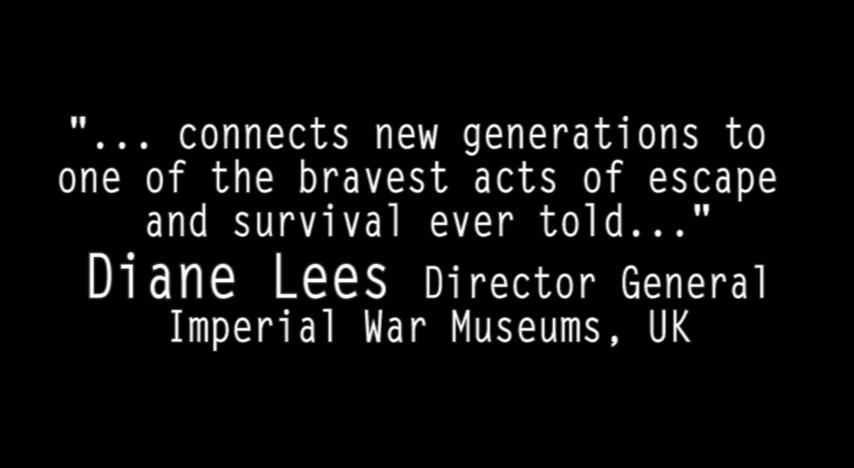 "... connects new generations to
one of the bravest acts of escape
and survival ever told..."
Diane Lees Director General
Imperial War Museums, UK